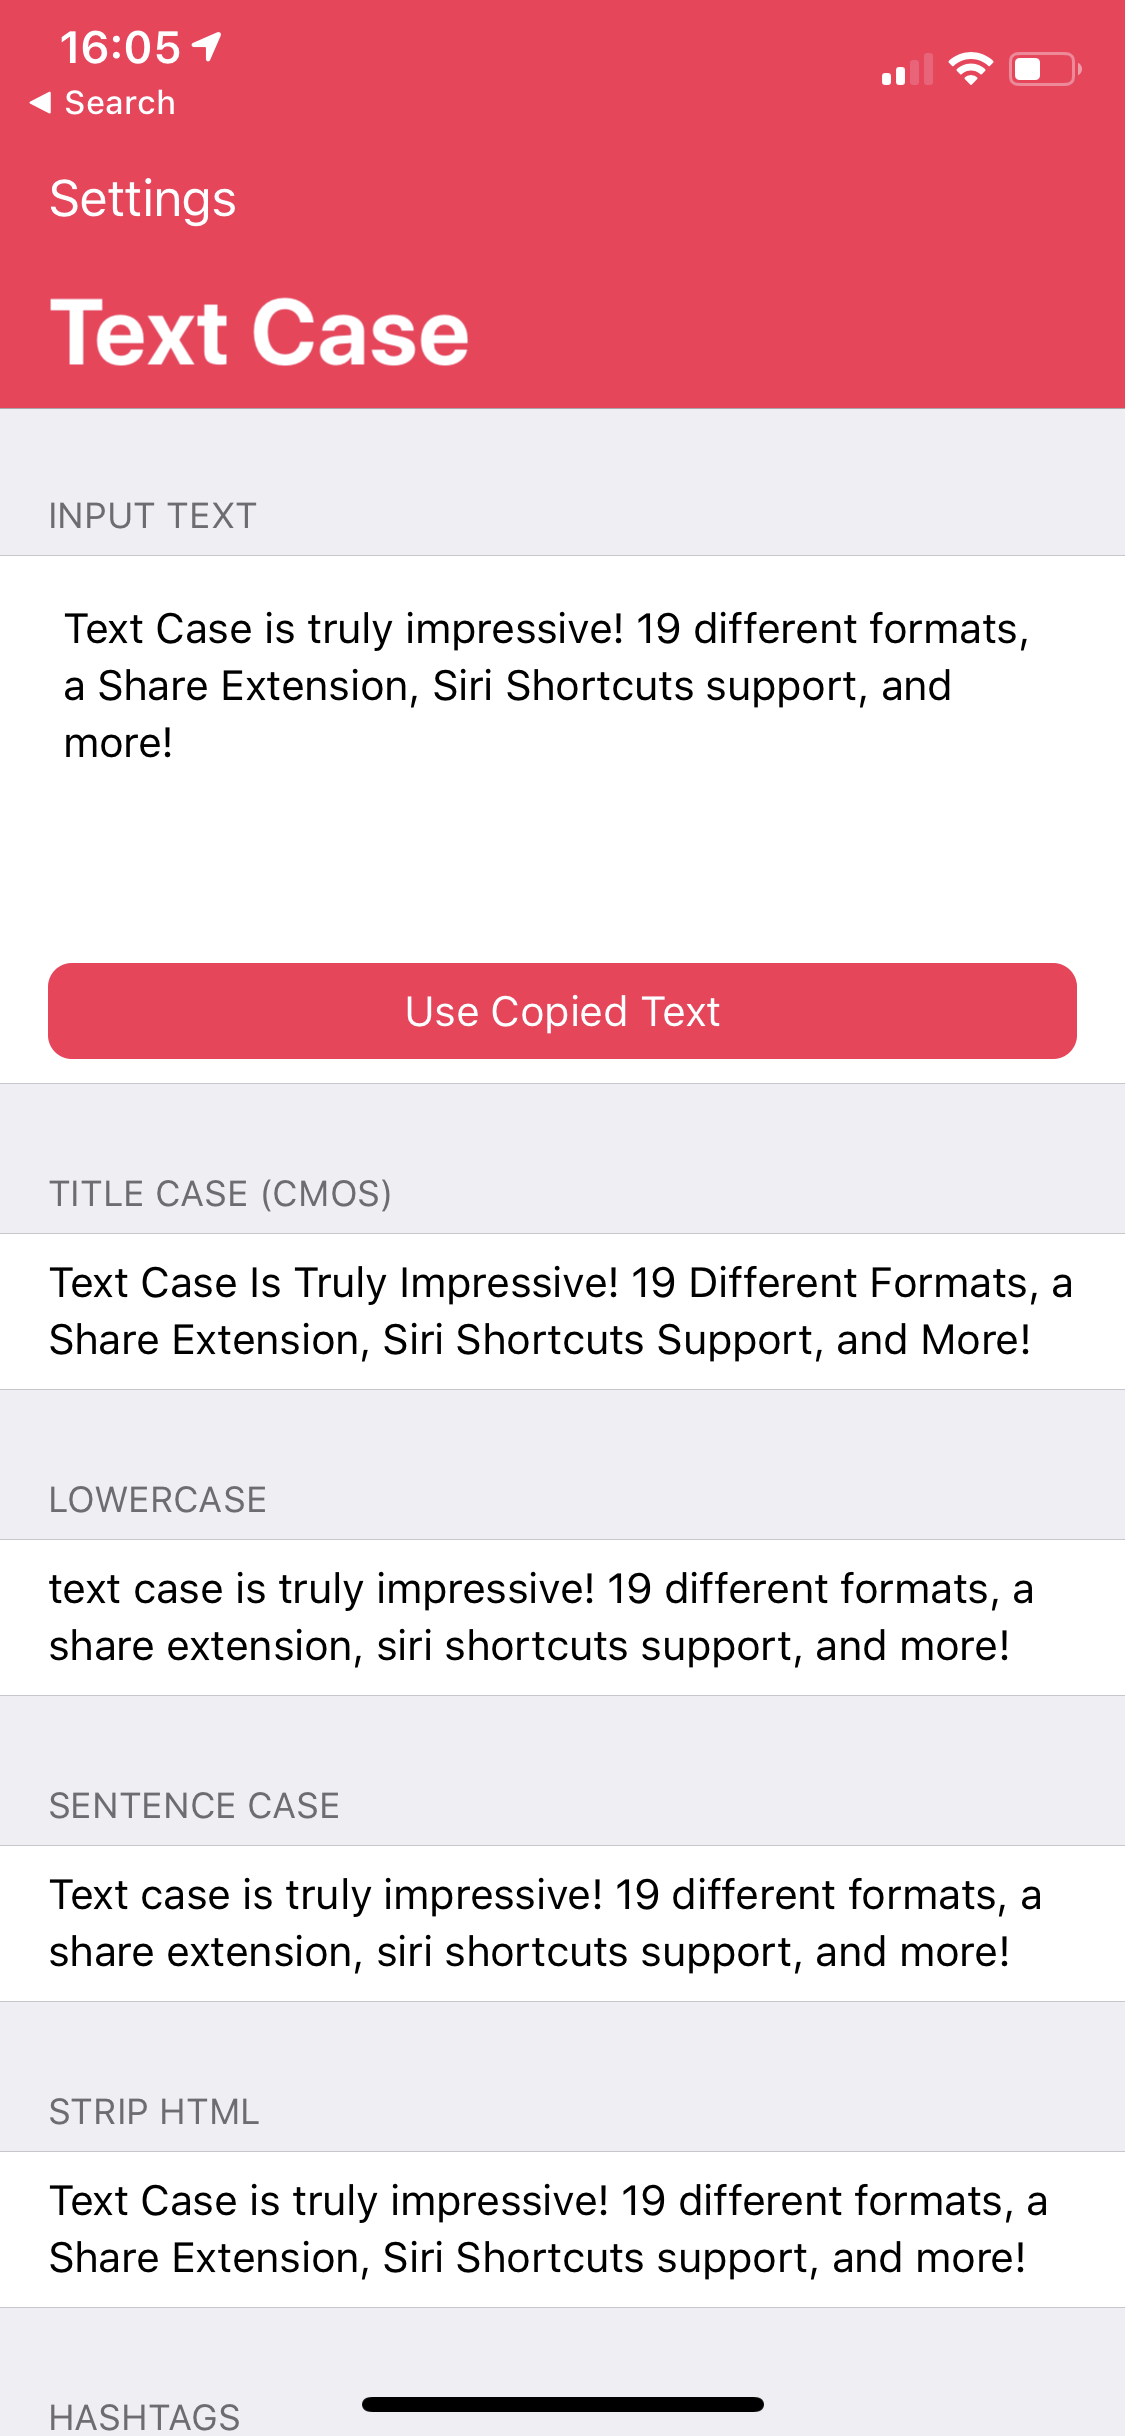 16:05
Search
Settings
Text Case
INPUT TEXT
Text Case is truly impressive! 19 different formats,
a Share Extension, Siri Shortcuts support, and
more!
Use Copied Text
TITLE CASE (CMOS)
Text Case Is Truly Impressive! 19 Different Formats, a
Share Extension, Siri Shortcuts Support, and More!
LOWERCASE
text case is truly impressive! 19 different formats, a
share extension, siri shortcuts support, and more!
SENTENCE CASE
Text case is truly impressive! 19 different formats, a
share extension, siri shortcuts support, and more!
STRIP HTML
Text Case is truly impressive! 19 different formats, a
Share Extension, Siri Shortcuts support, and more!
HASHTAGS